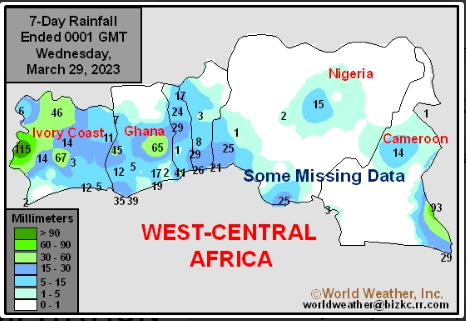 7-Day Rainfall
Ended 0001 GMT
Wednesday,
March 29, 2023
Nigeria
Ivory Coast
Ghana
Cameroon
Some Missing Data
6
46
115
14
14
67
3
11
7
45
12
5
12
5
2
35
39
65
17
2
19
41
1
17
24
29
3
8
29
26
21
1
25
2
15
25
3
1
14
93
29
WEST-CENTRAL
AFRICA
Millimeters
> 90
60 - 90
30 - 60
15 - 30
5 - 15
1 - 5
0 - 1
©World Weather, Inc.
worldweather@bizkc.rr.com